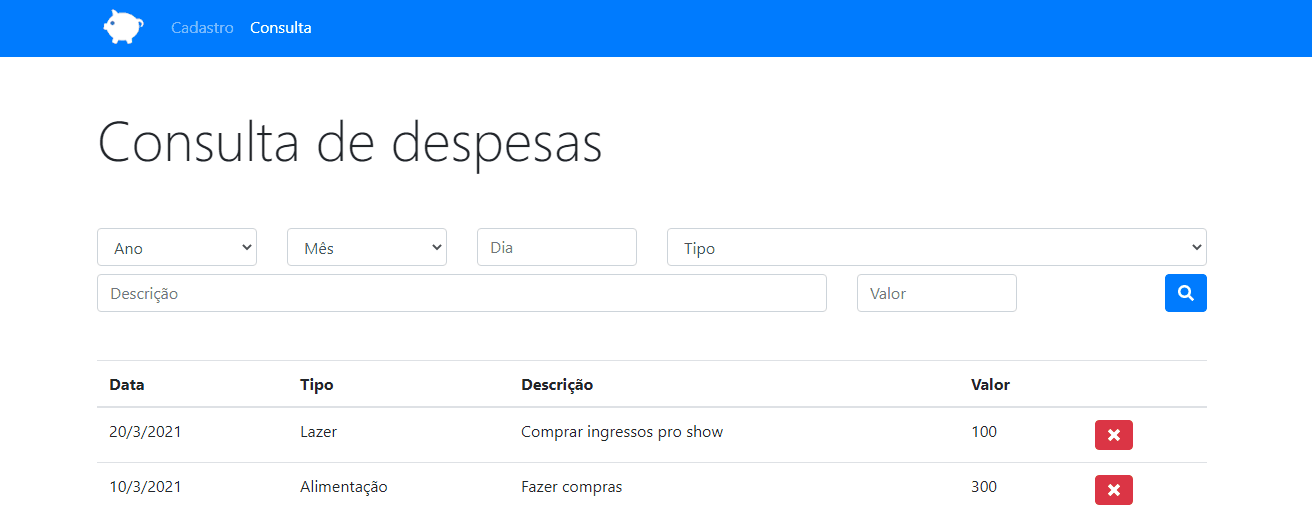 Cadastro Consulta
Consulta de despesas
Ano Mês Dia Tipo
Descrição Valor
Data Tipo Descrição Valor
20/3/2021 Lazer Comprar ingressos pro show 100
10/3/2021 Alimentação Fazer compras 300